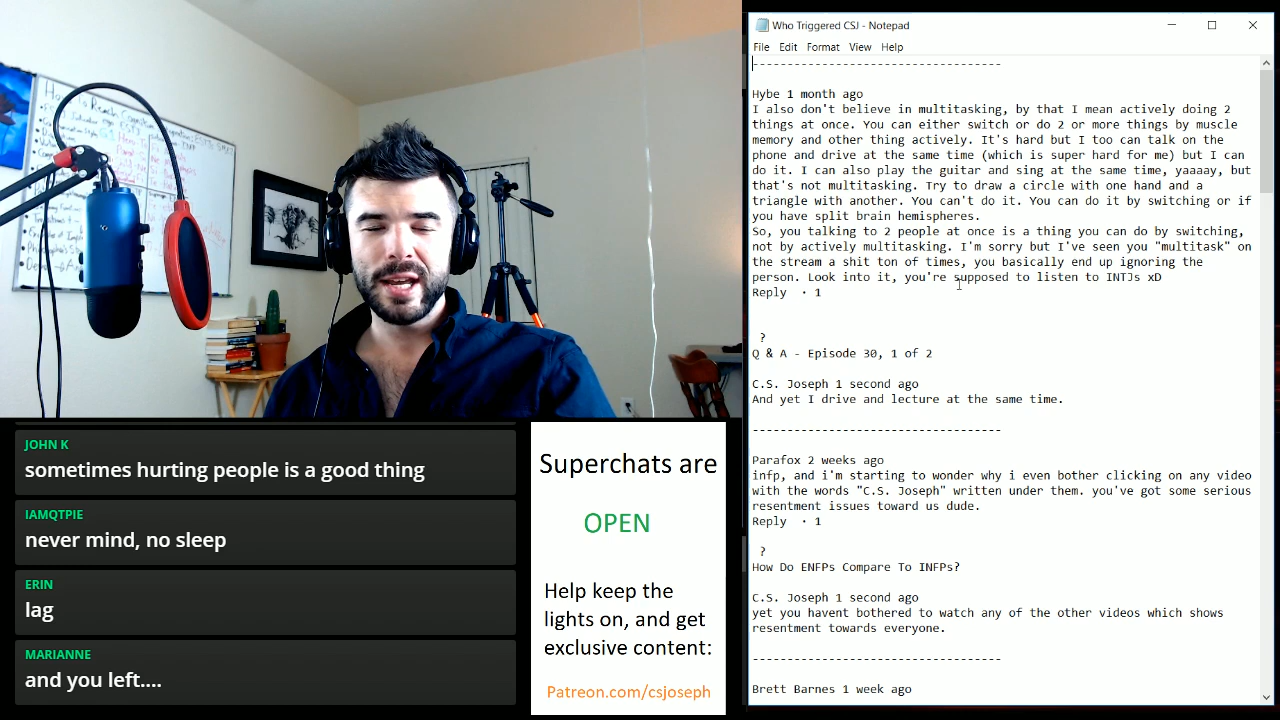 Who Triggered CSJ - Notepad
File Edit Format View Help
------------------------------------
Hybe 1 month ago
I also don't believe in multitasking, by that I mean actively doing 2
things at once. You can either switch or do 2 or more things by muscle
memory and other thing actively. It's hard but I too can talk on the
phone and drive at the same time (which is super hard for me) but I can
do it. I can also play the guitar and sing at the same time, yaaaay, but
that's not multitasking. Try to draw a circle with one hand and a
triangle with another. You can't do it. You can do it by switching or if
you have split brain hemispheres.
So, you talking to 2 people at once is a thing you can do by switching,
not by actively multitasking. I'm sorry but I've seen you "multitask" on
the stream a shit ton of times, you basically end up ignoring the
person. Look into it, you're supposed to listen to INTJs xD
Reply · 1
?
Q & A - Episode 30, 1 of 2
C.S. Joseph 1 second ago
And yet I drive and lecture at the same time.
------------------------------------
Parafox 2 weeks ago
infp, and i'm starting to wonder why i even bother clicking on any video
with the words "C.S. Joseph" written under them. you've got some serious
resentment issues toward us dude.
Reply · 1
?
How Do ENFPs Compare To INFPs?
C.S. Joseph 1 second ago
yet you havent bothered to watch any of the other videos which shows
resentment towards everyone.
------------------------------------
Brett Barnes 1 week ago
JOHN K
sometimes hurting people is a good thing
IAMQTPIE
never mind, no sleep
ERIN
lag
MARIANNE
and you left....
Superchats are
OPEN
Help keep the
lights on, and get
exclusive content:
Patreon.com/csjoseph